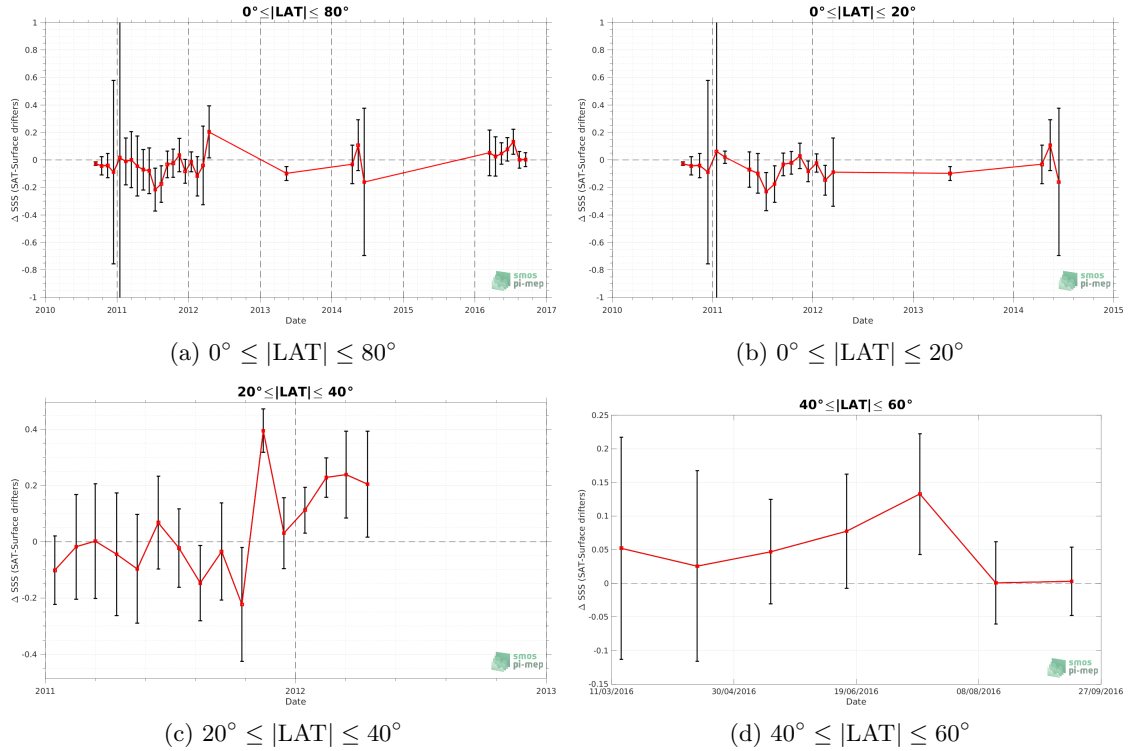 0°≤|LAT|≤ 80°
Δ SSS (SAT-Surface drifters)
1
0.8
0.6
0.4
0.2
0
-0.2
-0.4
-0.6
-0.8
-1
2010
2011
2012
2013
2014
2015
2016
2017
Date
smos
pi-mep
(a) 0° ≤ |LAT| ≤ 80°
0°≤|LAT|≤ 20°
Δ SSS (SAT-Surface drifters)
1
0.8
0.6
0.4
0.2
0
-0.2
-0.4
-0.6
-0.8
-1
2010
2011
2012
2013
2014
2015
Date
smos
pi-mep
(b) 0° ≤ |LAT| ≤ 20°
20°≤|LAT|≤ 40°
Δ SSS (SAT-Surface drifters)
0.4
0.2
0
-0.2
-0.4
2011
2012
2013
Date
smos
pi-mep
(c) 20° ≤ |LAT| ≤ 40°
40°≤|LAT|≤ 60°
Δ SSS (SAT-Surface drifters)
0.25
0.2
0.15
0.1
0.05
0
-0.05
-0.1
-0.15
11/03/2016
30/04/2016
19/06/2016
08/08/2016
27/09/2016
Date
smos
pi-mep
(d) 40° ≤ |LAT| ≤ 60°